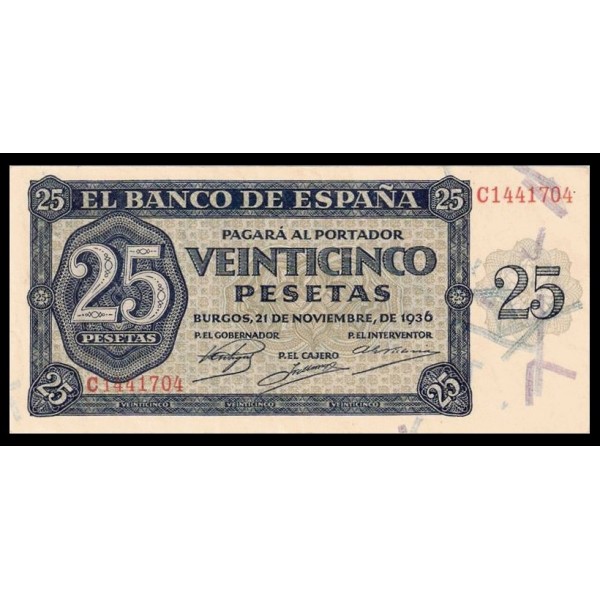 25 EL BANCO DE ESPAÑA 25 C1441704
PAGARÁ AL PORTADOR
25 VEINTICINCO 25
PESETAS
BURGOS, 21 DE NOVIEMBRE, DE 1936
PESETAS P.EL GOBERNADOR P.EL INTERVENTOR
P.EL CAJERO
C1441704
25 25
VEINTICINCO VEINTICINCO VEINTICINCO